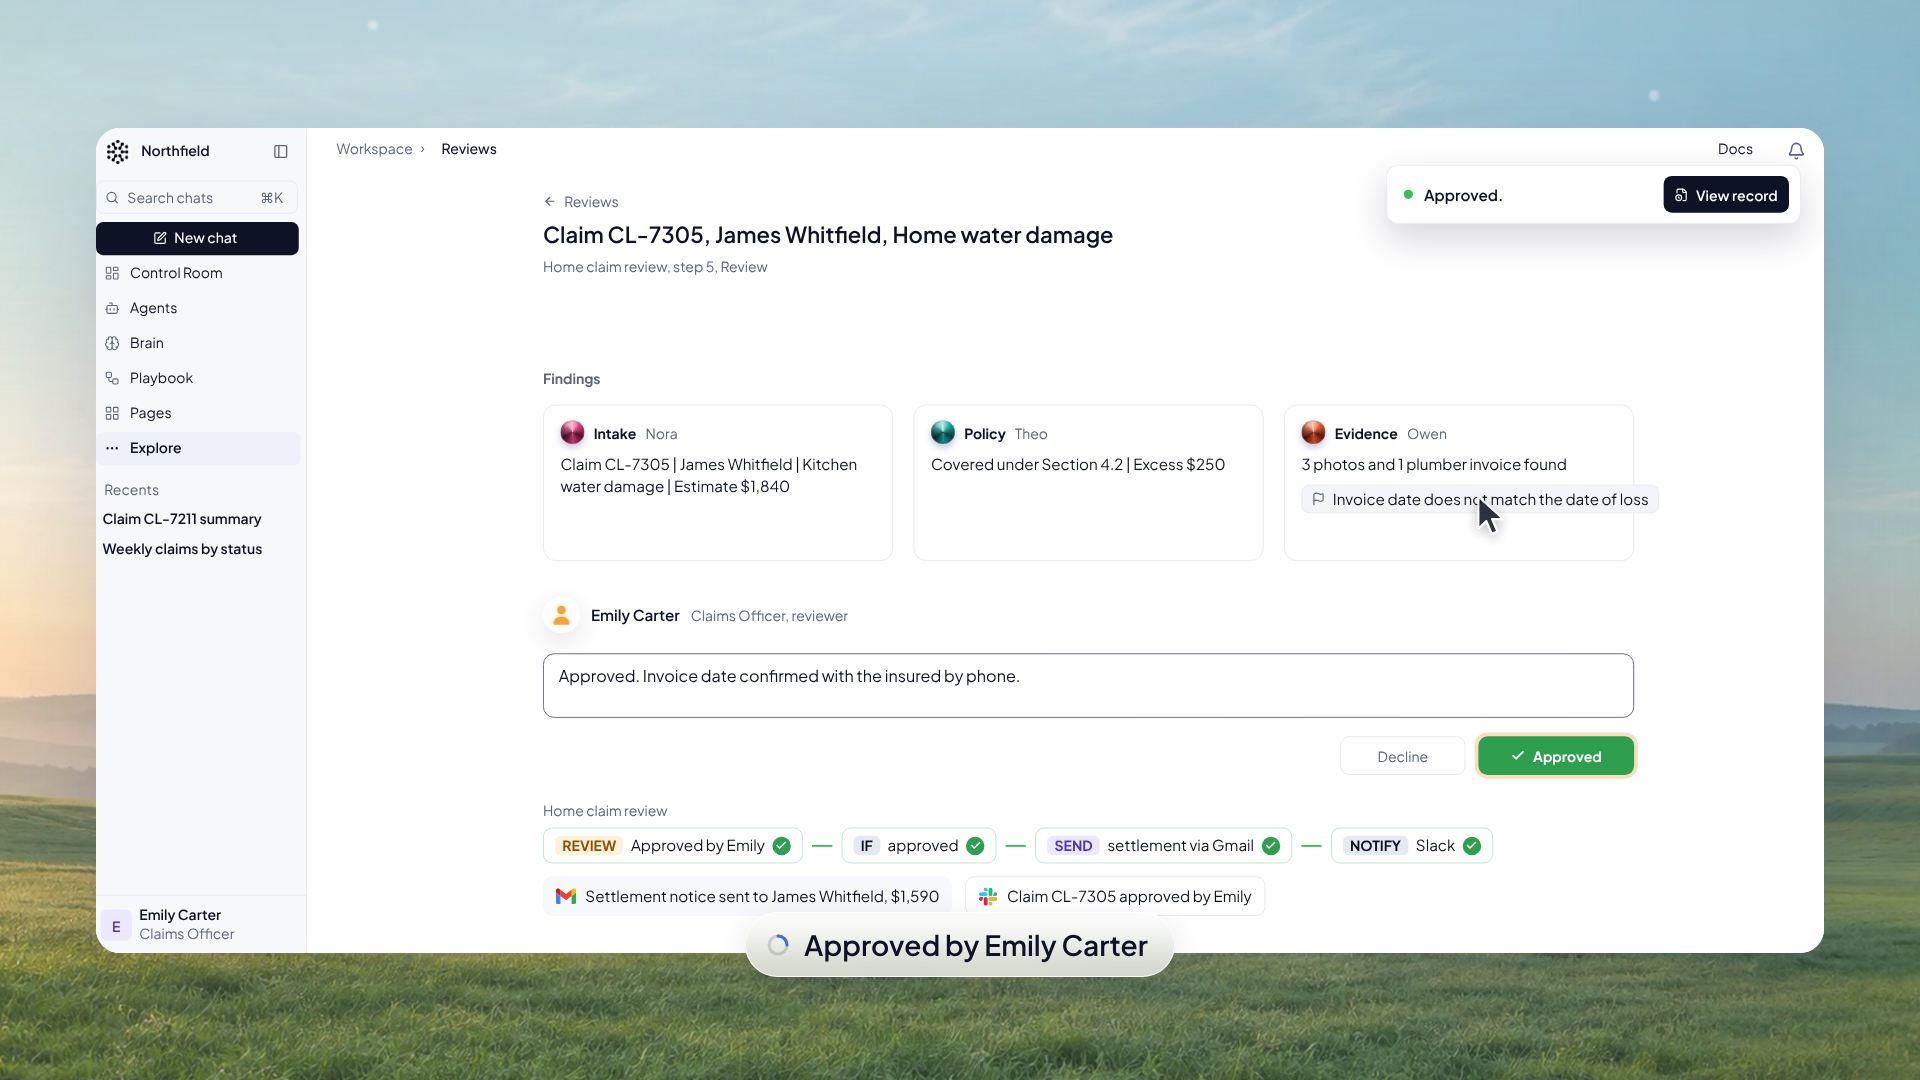 Northfield
Search chats ⌘K
New chat
Control Room
Agents
Brain
Playbook
Pages
Explore
Recents
Claim CL-7211 summary
Weekly claims by status
E
Emily Carter
Claims Officer
Workspace › Reviews
Docs
Approved.
View record
← Reviews
Claim CL-7305, James Whitfield, Home water damage
Home claim review, step 5, Review
Findings
Intake Nora
Claim CL-7305 | James Whitfield | Kitchen
water damage | Estimate $1,840
Policy Theo
Covered under Section 4.2 | Excess $250
Evidence Owen
3 photos and 1 plumber invoice found
Invoice date does not match the date of loss
Emily Carter Claims Officer, reviewer
Approved. Invoice date confirmed with the insured by phone.
Decline
Approved
Home claim review
REVIEW Approved by Emily
IF approved
SEND settlement via Gmail
NOTIFY Slack
Settlement notice sent to James Whitfield, $1,590
Claim CL-7305 approved by Emily
Approved by Emily Carter